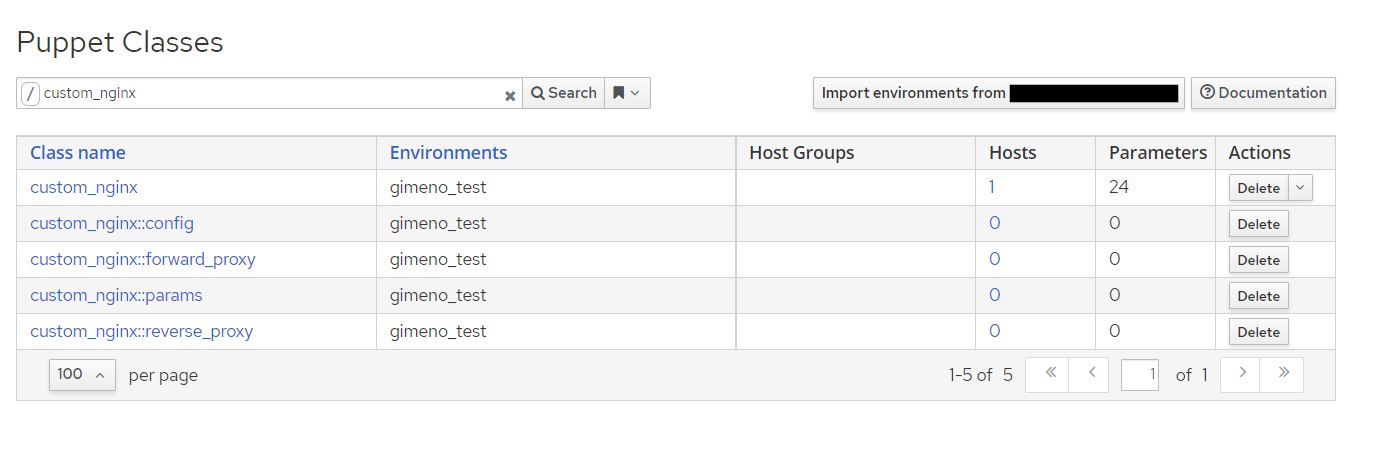 Puppet Classes
/ custom_nginx Search Import environments from Documentation
Class name Environments Host Groups Hosts Parameters Actions
custom_nginx gimeno_test 1 24 Delete
custom_nginx::config gimeno_test 0 0 Delete
custom_nginx::forward_proxy gimeno_test 0 0 Delete
custom_nginx::params gimeno_test 0 0 Delete
custom_nginx::reverse_proxy gimeno_test 0 0 Delete
100 per page 1-5 of 5 « ‹ 1 of 1 › »